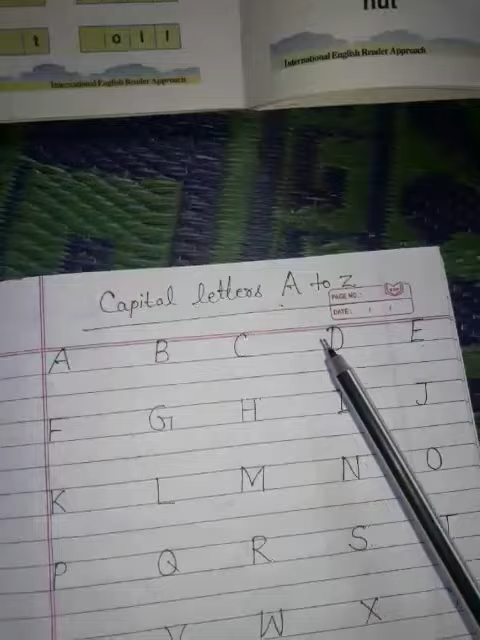 nut
t
a i l
International English Reader Approach
International English Reader Approach
Capital letters A to Z
PAGE NO.:
DATE: / /
A B C D E
F G H I J
K L M N O
P Q R S T
V W X